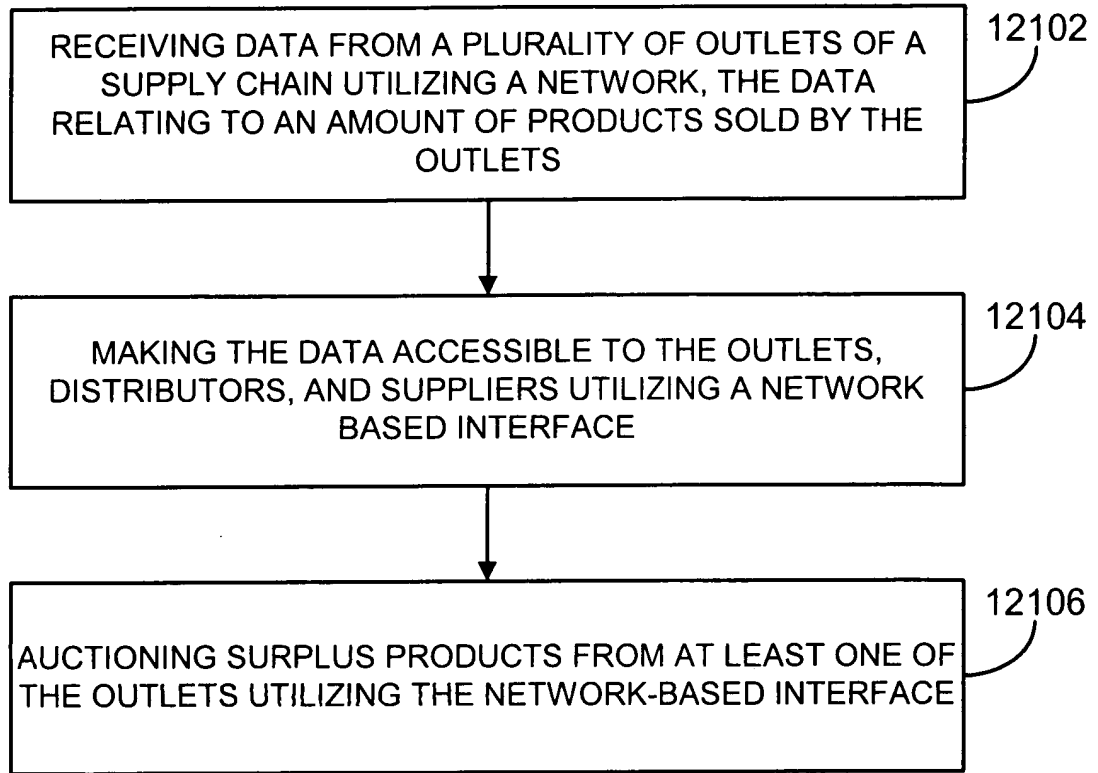 RECEIVING DATA FROM A PLURALITY OF OUTLETS OF A
SUPPLY CHAIN UTILIZING A NETWORK, THE DATA
RELATING TO AN AMOUNT OF PRODUCTS SOLD BY THE
OUTLETS
12102
MAKING THE DATA ACCESSIBLE TO THE OUTLETS,
DISTRIBUTORS, AND SUPPLIERS UTILIZING A NETWORK
BASED INTERFACE
12104
AUCTIONING SURPLUS PRODUCTS FROM AT LEAST ONE OF
THE OUTLETS UTILIZING THE NETWORK-BASED INTERFACE
12106